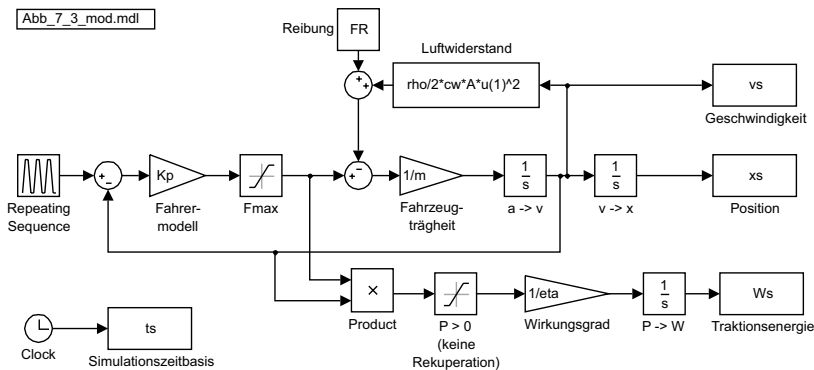 Abb_7_3_mod.mdl
Reibung
FR
Luftwiderstand
rho/2*cw*A*u(1)^2
vs
Geschwindigkeit
Repeating
Sequence
Kp
Fahrer-
modell
Fmax
1/m
Fahrzeug-
trägheit
1
s
a -> v
1
s
v -> x
xs
Position
×
Product
P > 0
(keine
Rekuperation)
1/eta
Wirkungsgrad
1
s
P -> W
Ws
Traktionsenergie
Clock
ts
Simulationszeitbasis